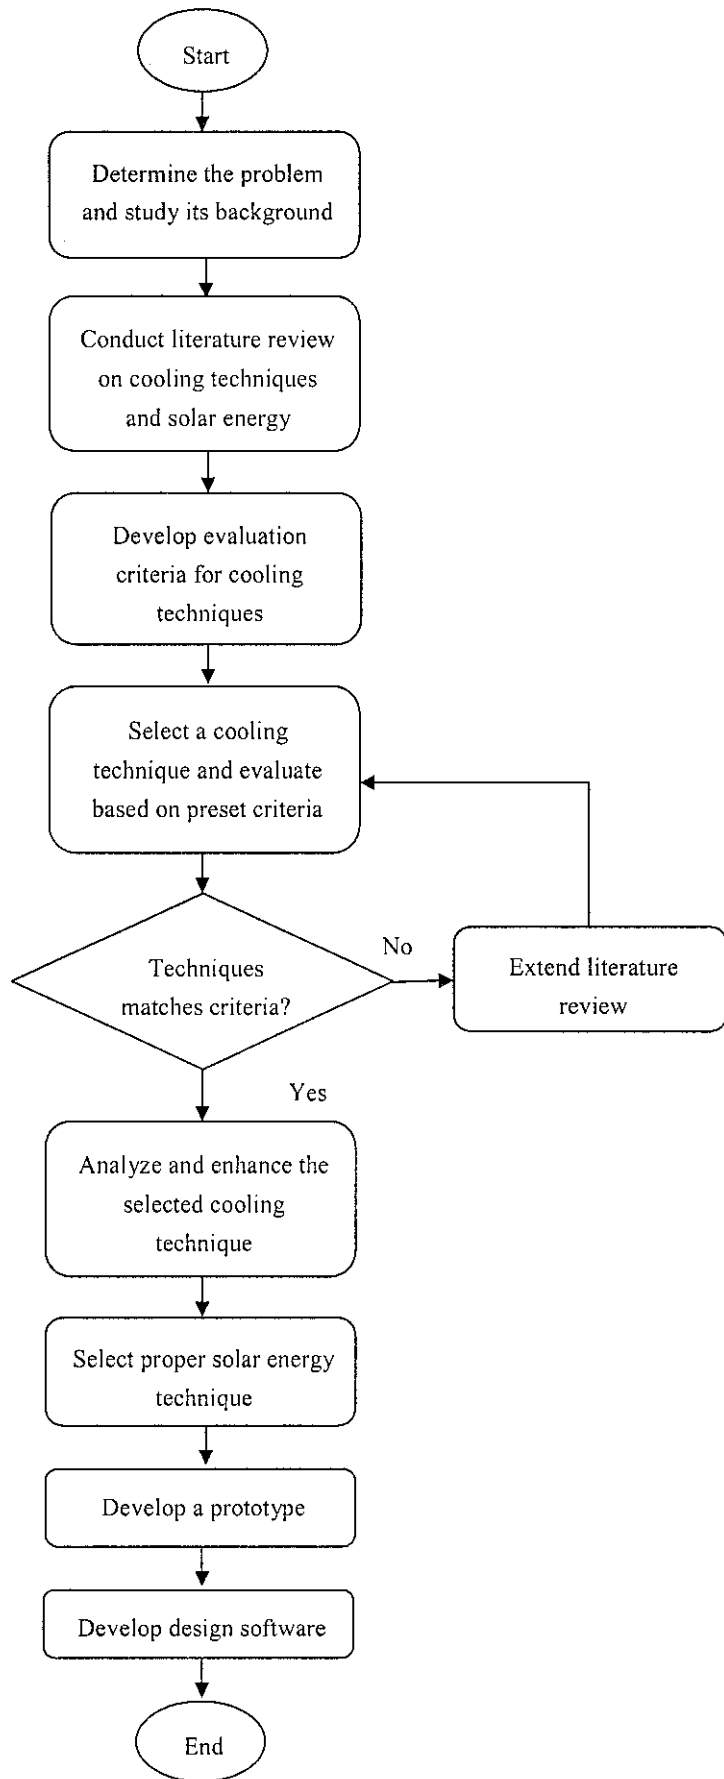 Start
Determine the problem
and study its background
Conduct literature review
on cooling techniques
and solar energy
Develop evaluation
criteria for cooling
techniques
Select a cooling
technique and evaluate
based on preset criteria
No
Techniques
matches criteria?
Extend literature
review
Yes
Analyze and enhance the
selected cooling
technique
Select proper solar energy
technique
Develop a prototype
Develop design software
End